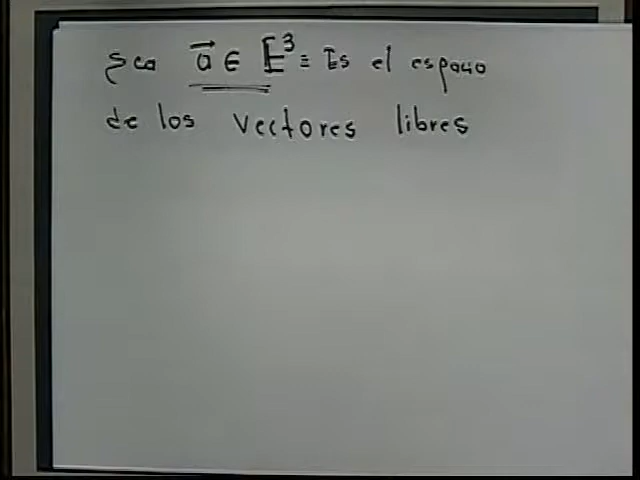 Sea a⃗ ∈ E³ ≡ Es el espacio
de los vectores libres